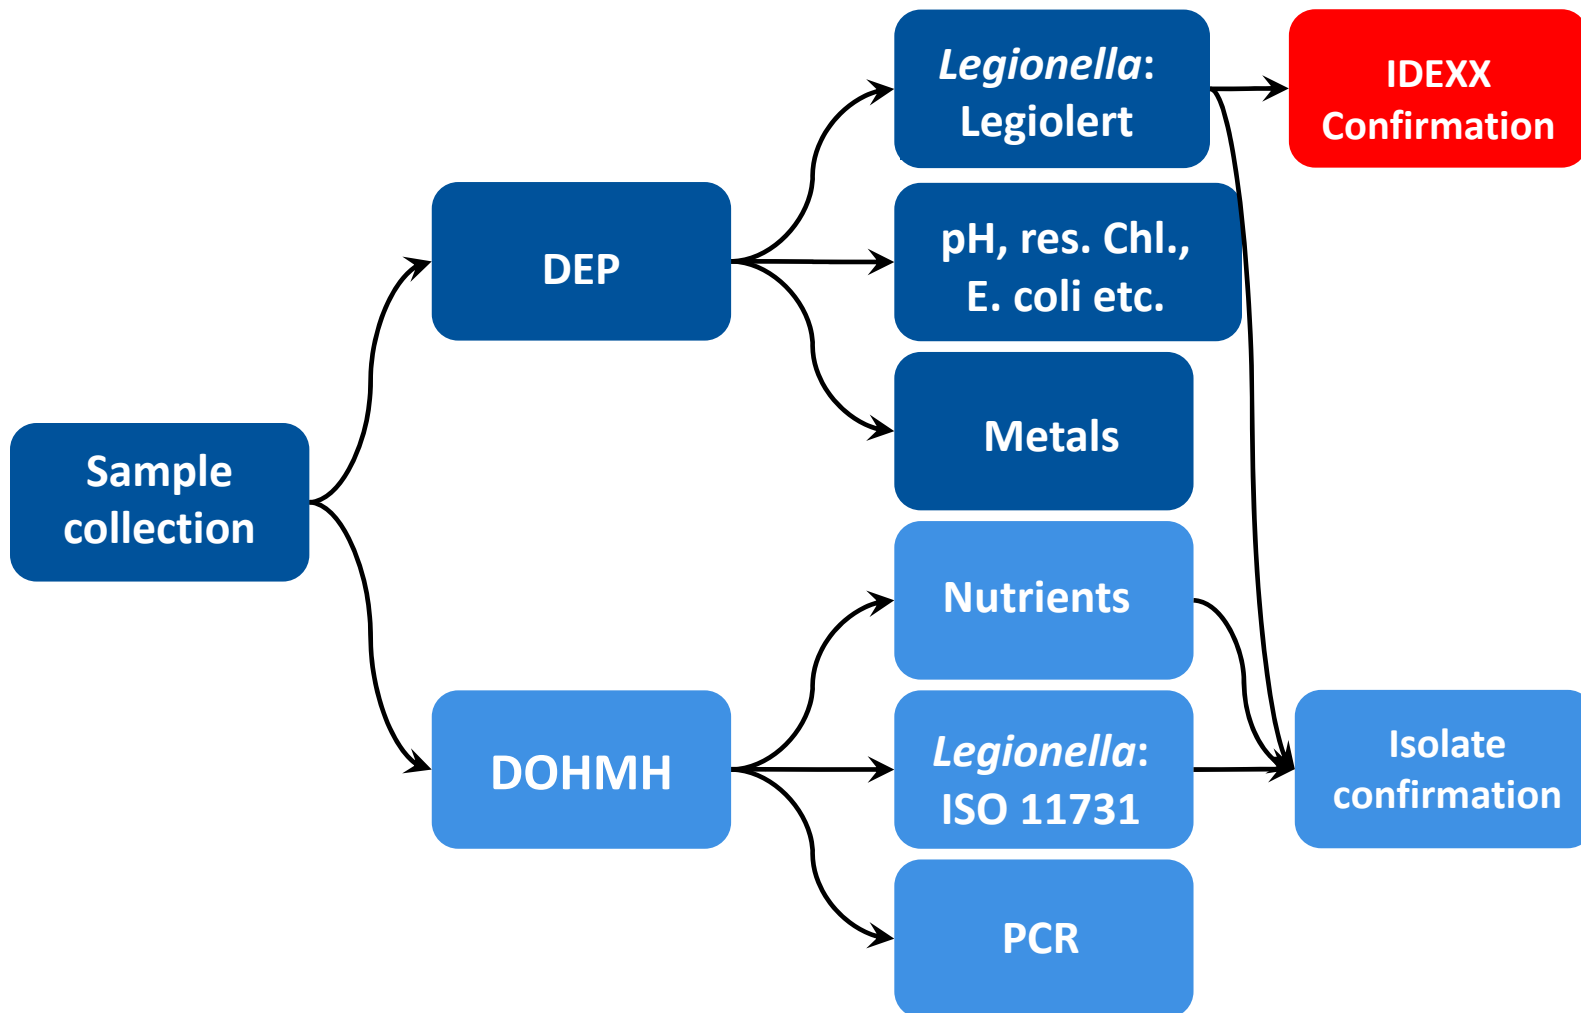 Legionella:
Legiolert
IDEXX
Confirmation
DEP
pH, res. Chl.,
E. coli etc.
Metals
Sample
collection
Nutrients
DOHMH
Legionella:
ISO 11731
Isolate
confirmation
PCR